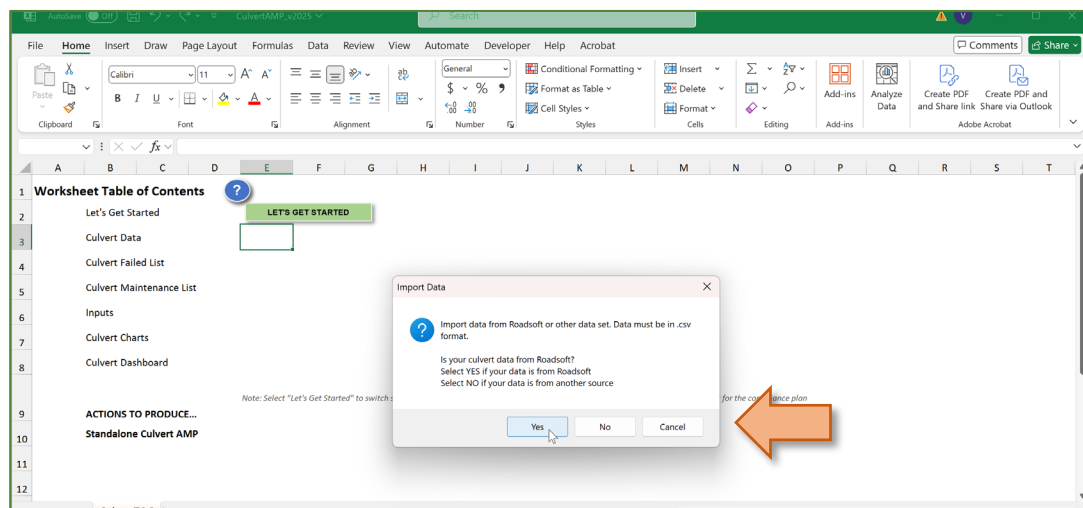 AutoSave Off CulvertAMP_v2025 Search V
File Home Insert Draw Page Layout Formulas Data Review View Automate Developer Help Acrobat Comments Share
Paste Calibri 11 A^ Aˇ ab General Conditional Formatting Insert Σ
B I U A $ % 9 Format as Table Delete Add-ins Analyze Data Create PDF and Share link Create PDF and Share via Outlook
Cell Styles Format
Clipboard Font Alignment Number Styles Cells Editing Add-ins Adobe Acrobat
fx
A B C D E F G H I J K L M N O P Q R S T
1 Worksheet Table of Contents ?
2 Let's Get Started LET'S GET STARTED
3 Culvert Data
4 Culvert Failed List
5 Culvert Maintenance List
6 Inputs
7 Culvert Charts
8 Culvert Dashboard
Note: Select "Let's Get Started" to switch for the plan
9 ACTIONS TO PRODUCE...
10 Standalone Culvert AMP
11
12
Import Data
Import data from Roadsoft or other data set. Data must be in .csv
format.
Is your culvert data from Roadsoft?
Select YES if your data is from Roadsoft
Select NO if your data is from another source
Yes No Cancel